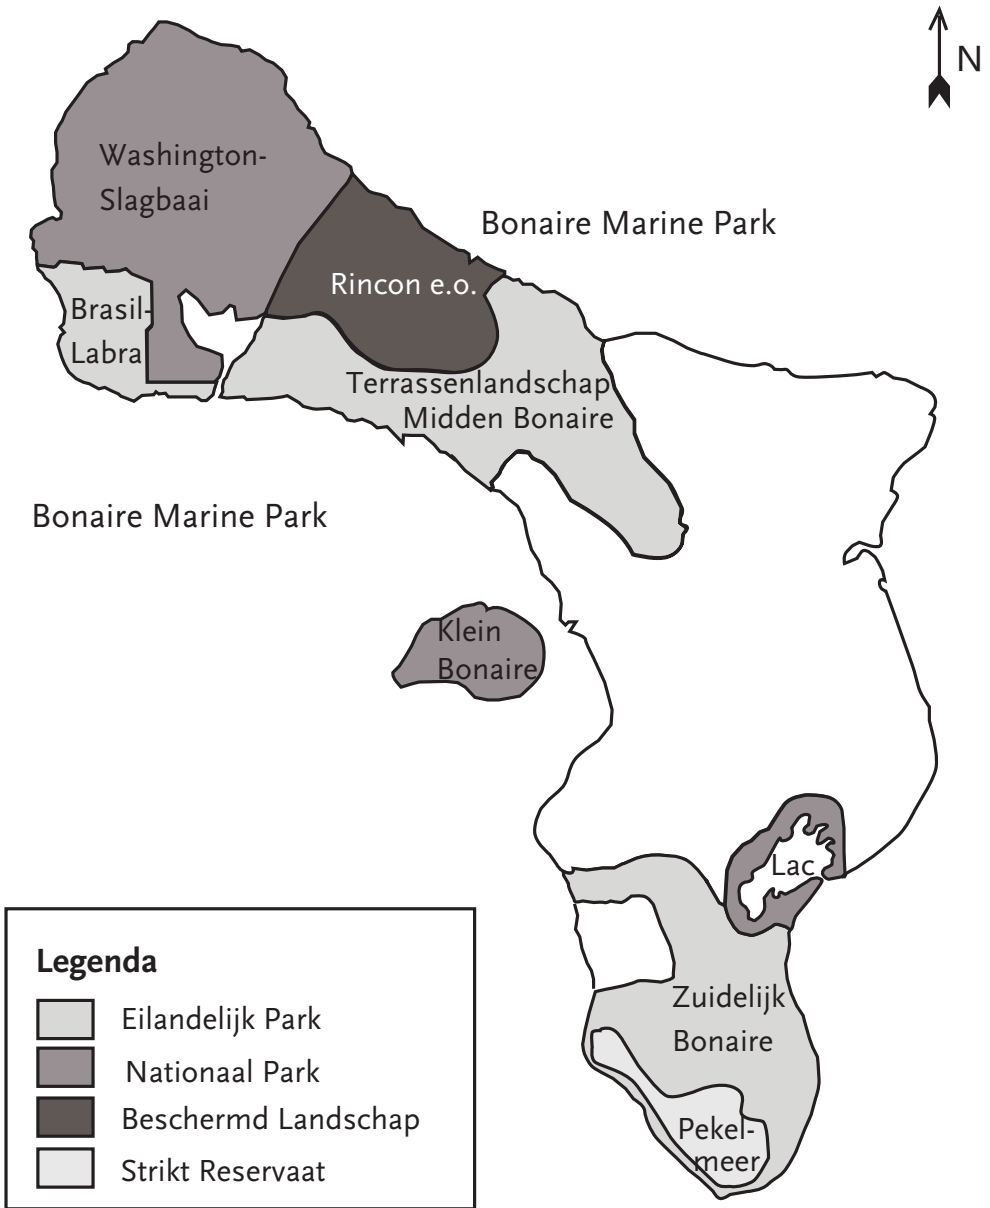 N
Washington-
Slagbaai
Bonaire Marine Park
Rincon e.o.
Brasil-
Labra
Terrassenlandschap
Midden Bonaire
Bonaire Marine Park
Klein
Bonaire
Lac
Zuidelijk
Bonaire
Pekel-
meer
Legenda
Eilandelijk Park
Nationaal Park
Beschermd Landschap
Strikt Reservaat